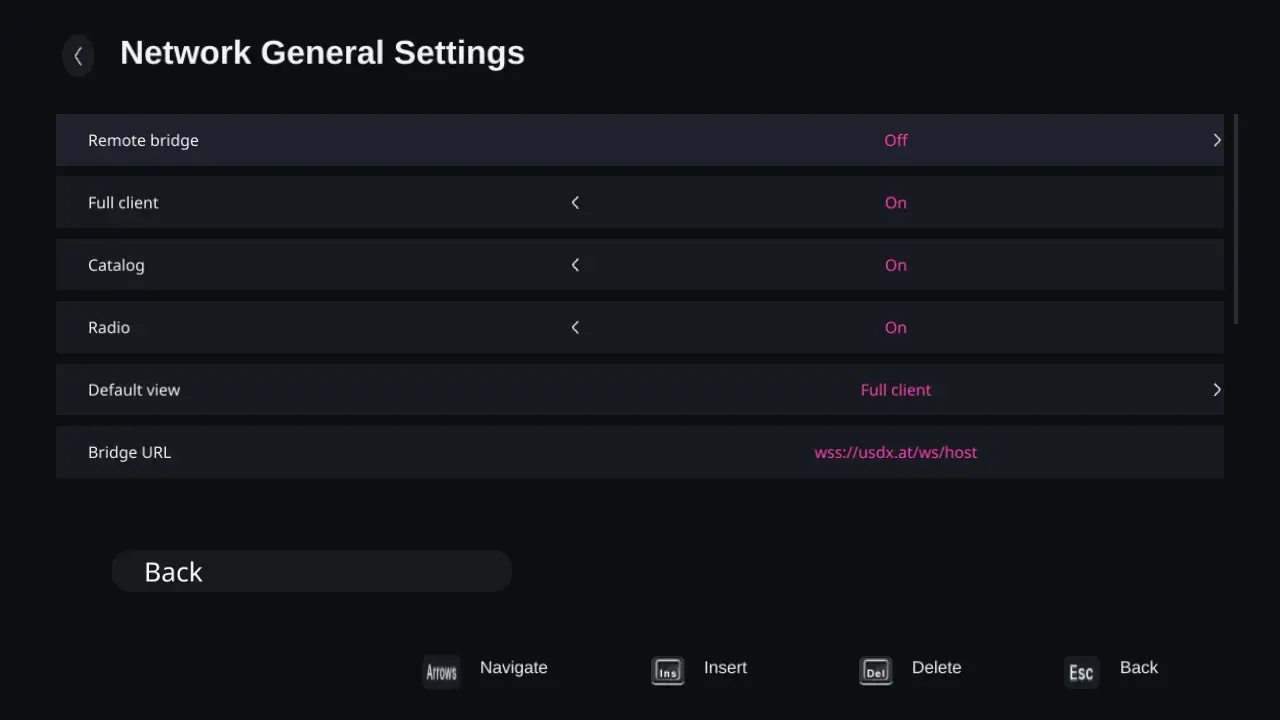 Network General Settings
Remote bridge Off
Full client On
Catalog On
Radio On
Default view Full client
Bridge URL wss://usdx.at/ws/host
Back
Arrows Navigate Ins Insert Del Delete Esc Back